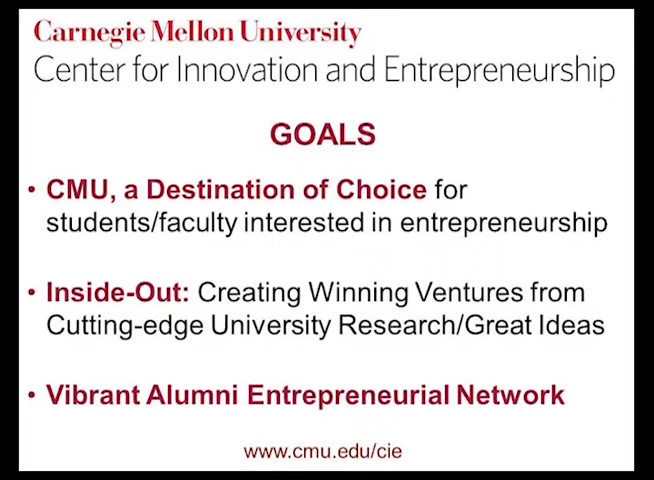 Carnegie Mellon University
Center for Innovation and Entrepreneurship
GOALS
• CMU, a Destination of Choice for
students/faculty interested in entrepreneurship
• Inside-Out: Creating Winning Ventures from
Cutting-edge University Research/Great Ideas
• Vibrant Alumni Entrepreneurial Network
www.cmu.edu/cie